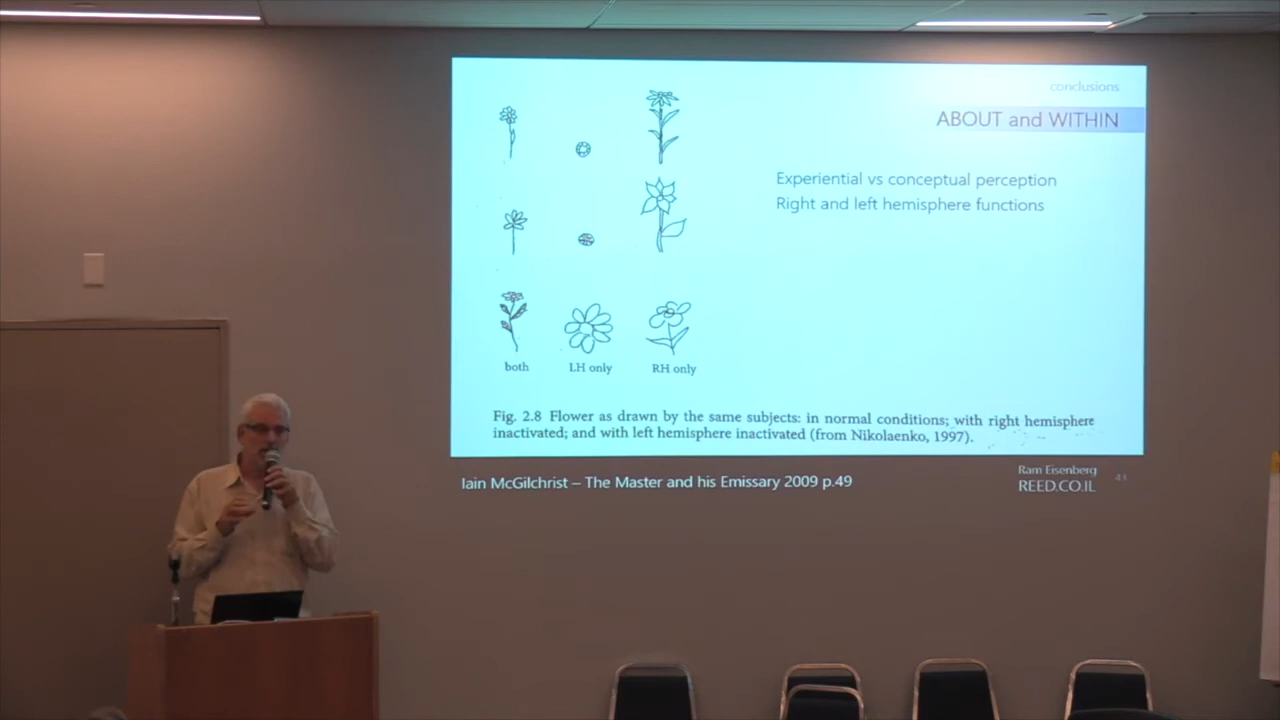 conclusions
ABOUT and WITHIN
Experiential vs conceptual perception
Right and left hemisphere functions
both LH only RH only
Fig. 2.8 Flower as drawn by the same subjects: in normal conditions; with right hemisphere
inactivated; and with left hemisphere inactivated (from Nikolaenko, 1997).
Iain McGilchrist – The Master and his Emissary 2009 p.49
Ram Eisenberg
REED.CO.IL
43